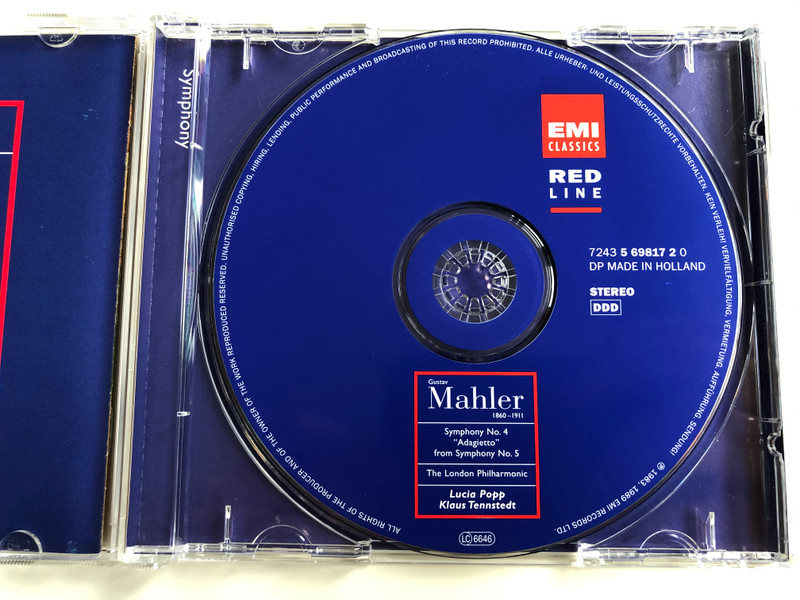 Symphony
ALL RIGHTS OF THE PRODUCER AND OF THE OWNER OF THE WORK REPRODUCED RESERVED. UNAUTHORISED COPYING, HIRING, LENDING, PUBLIC PERFORMANCE AND BROADCASTING OF THIS RECORD PROHIBITED. ALLE URHEBER- UND LEISTUNGSSCHUTZRECHTE VORBEHALTEN. KEIN VERLEIH! VERVIELFÄLTIGUNG, VERMIETUNG, AUFFÜHRUNG, SENDUNG!
℗ 1983, 1989 EMI RECORDS LTD.
EMI
CLASSICS
RED
LINE
7243 5 69817 2 0
DP MADE IN HOLLAND
STEREO
DDD
Gustav
Mahler
1860–1911
Symphony No. 4
"Adagietto"
from Symphony No. 5
The London Philharmonic
Lucia Popp
Klaus Tennstedt
LC 6646